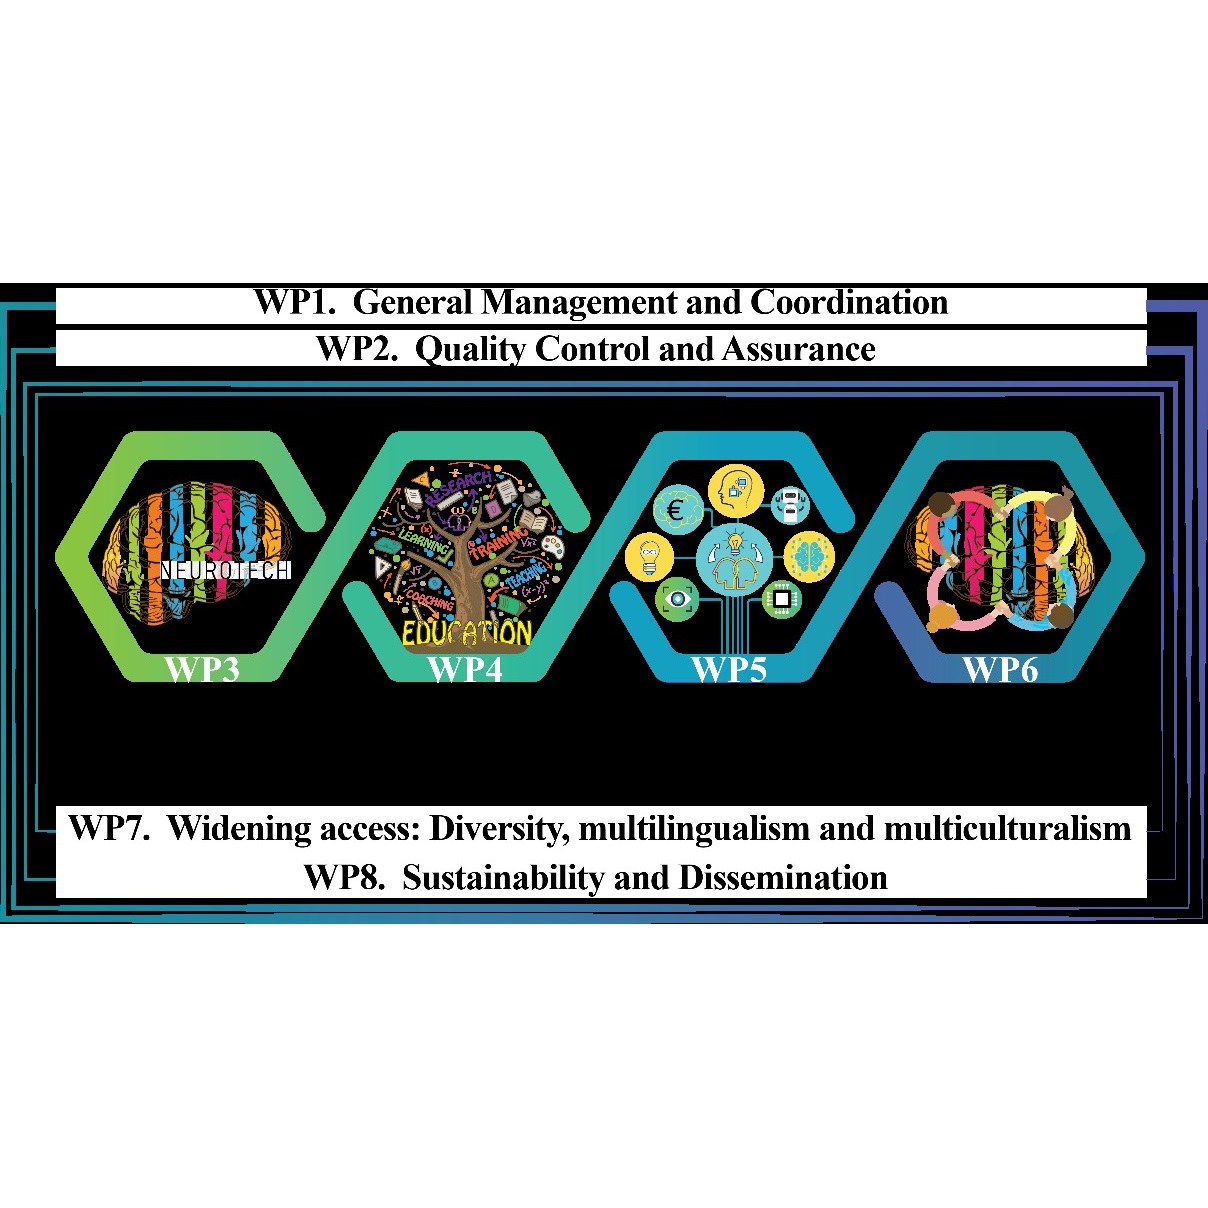 WP1. General Management and Coordination
WP2. Quality Control and Assurance
NEUROTECH
WP3
RESEARCH
LEARNING
TRAINING
TEACHING
COACHING
EDUCATION
WP4
€
WP5
WP6
WP7. Widening access: Diversity, multilingualism and multiculturalism
WP8. Sustainability and Dissemination